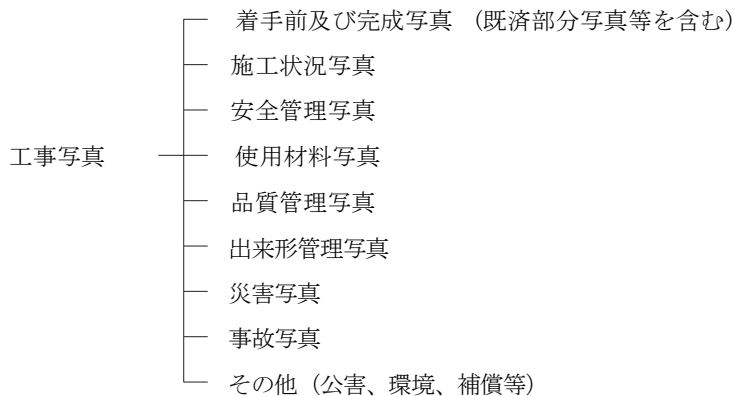 着手前及び完成写真 （既済部分写真等を含む）
施工状況写真
安全管理写真
工事写真 使用材料写真
品質管理写真
出来形管理写真
災害写真
事故写真
その他（公害、環境、補償等）